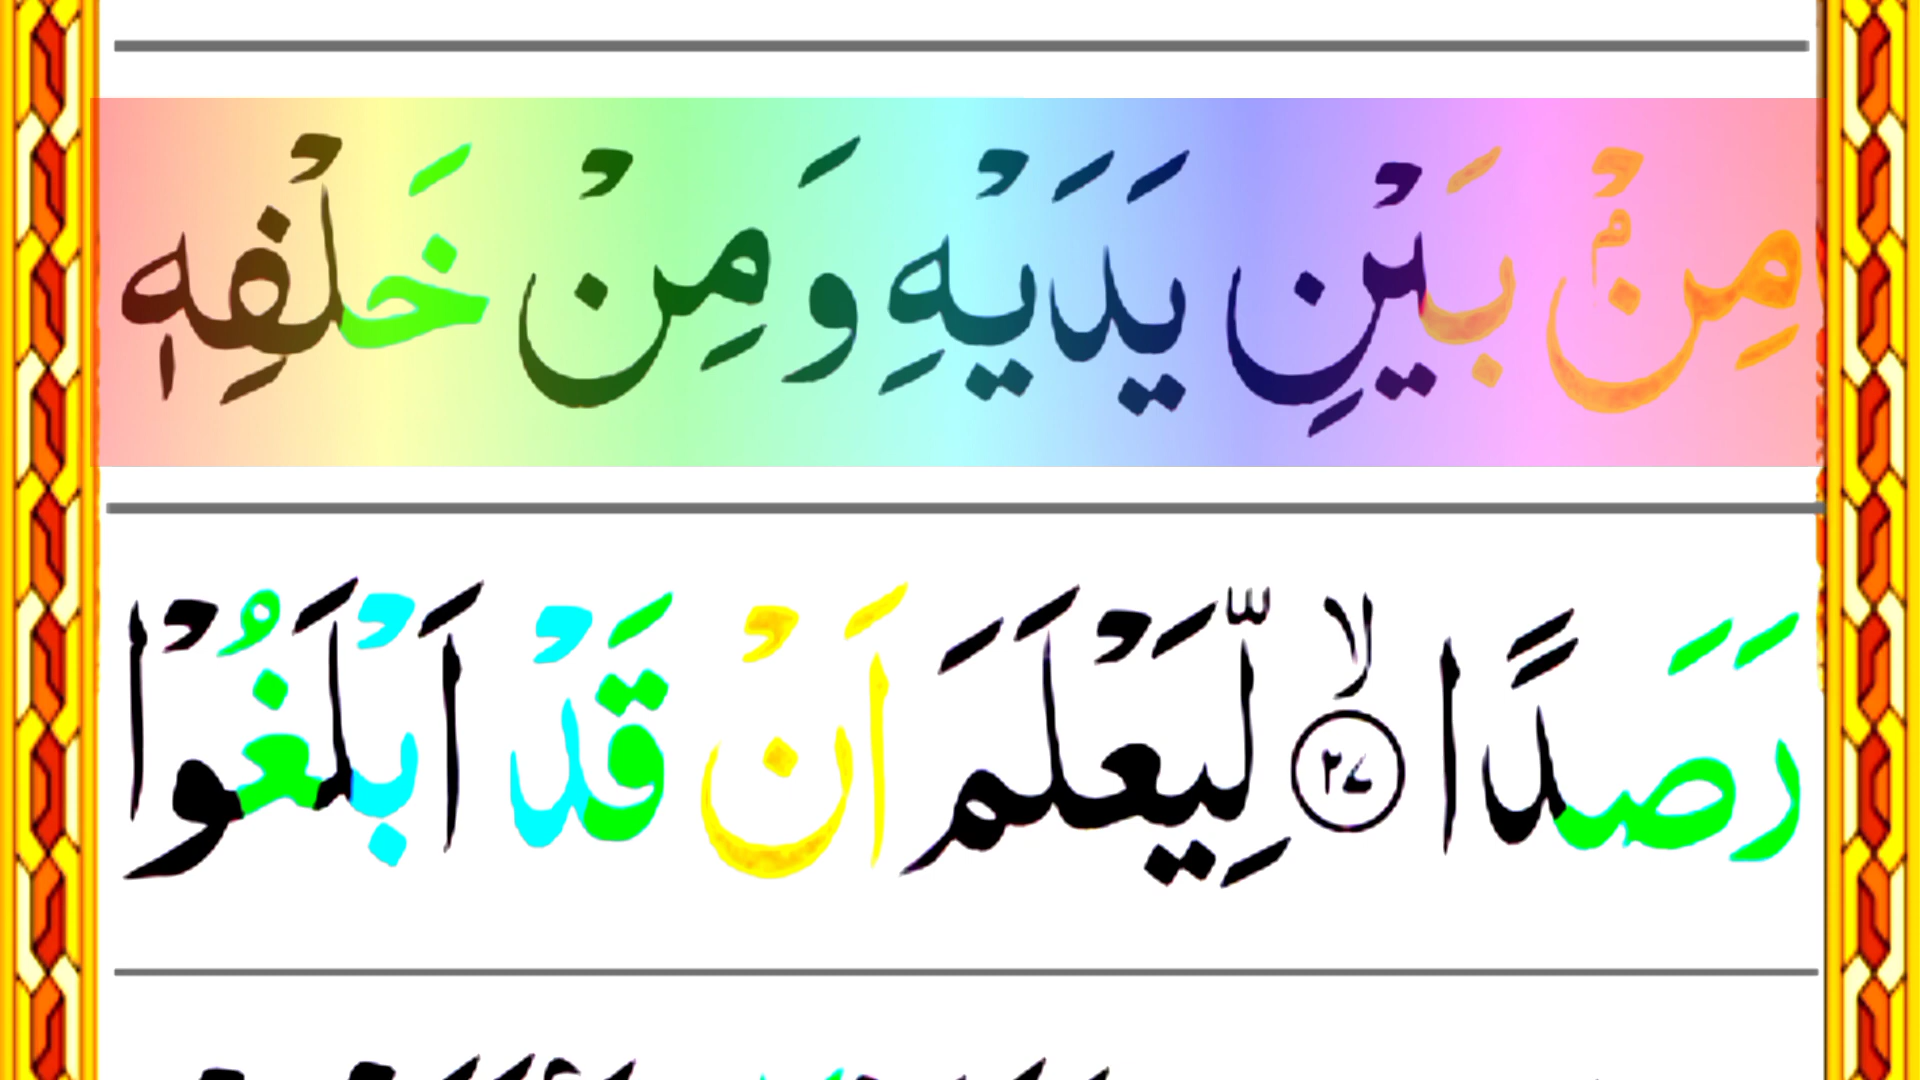 مِنْۢ بَيْنِ يَدَيْهِ وَمِنْ خَلْفِهٖ
رَصَدًا ۙ﴿۲۷﴾ لِّيَعْلَمَ اَنْ قَدْ اَبْلَغُوْا